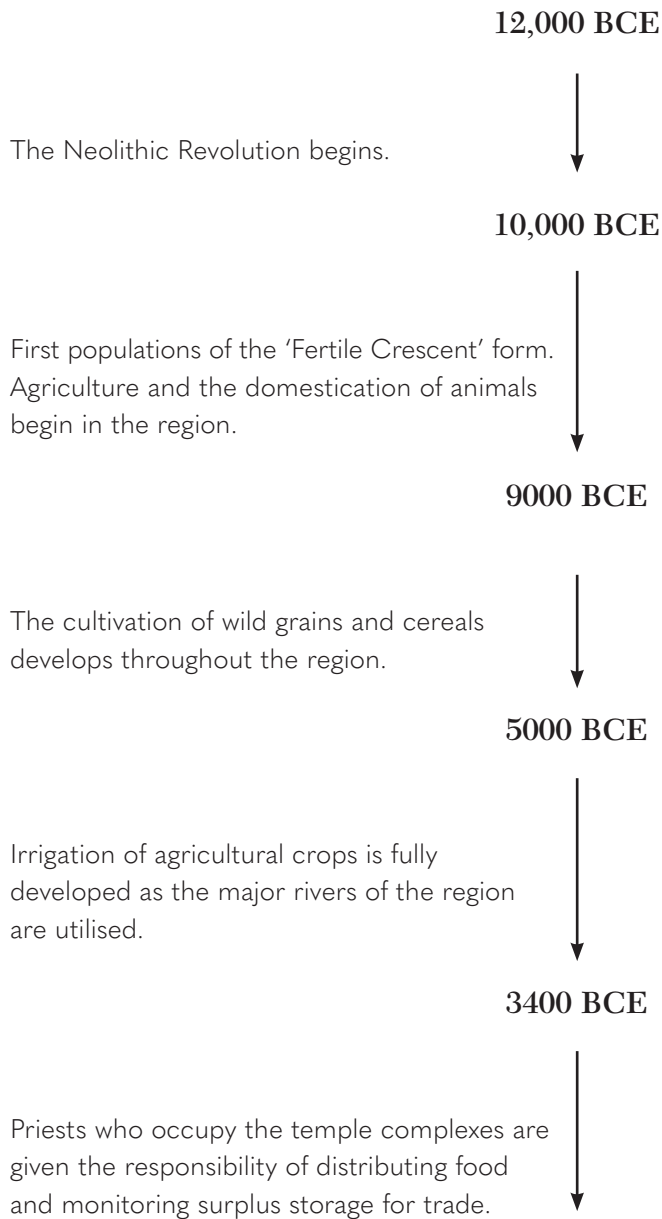 12,000 BCE
The Neolithic Revolution begins.
10,000 BCE
First populations of the ‘Fertile Crescent’ form.
Agriculture and the domestication of animals
begin in the region.
9000 BCE
The cultivation of wild grains and cereals
develops throughout the region.
5000 BCE
Irrigation of agricultural crops is fully
developed as the major rivers of the region
are utilised.
3400 BCE
Priests who occupy the temple complexes are
given the responsibility of distributing food
and monitoring surplus storage for trade.